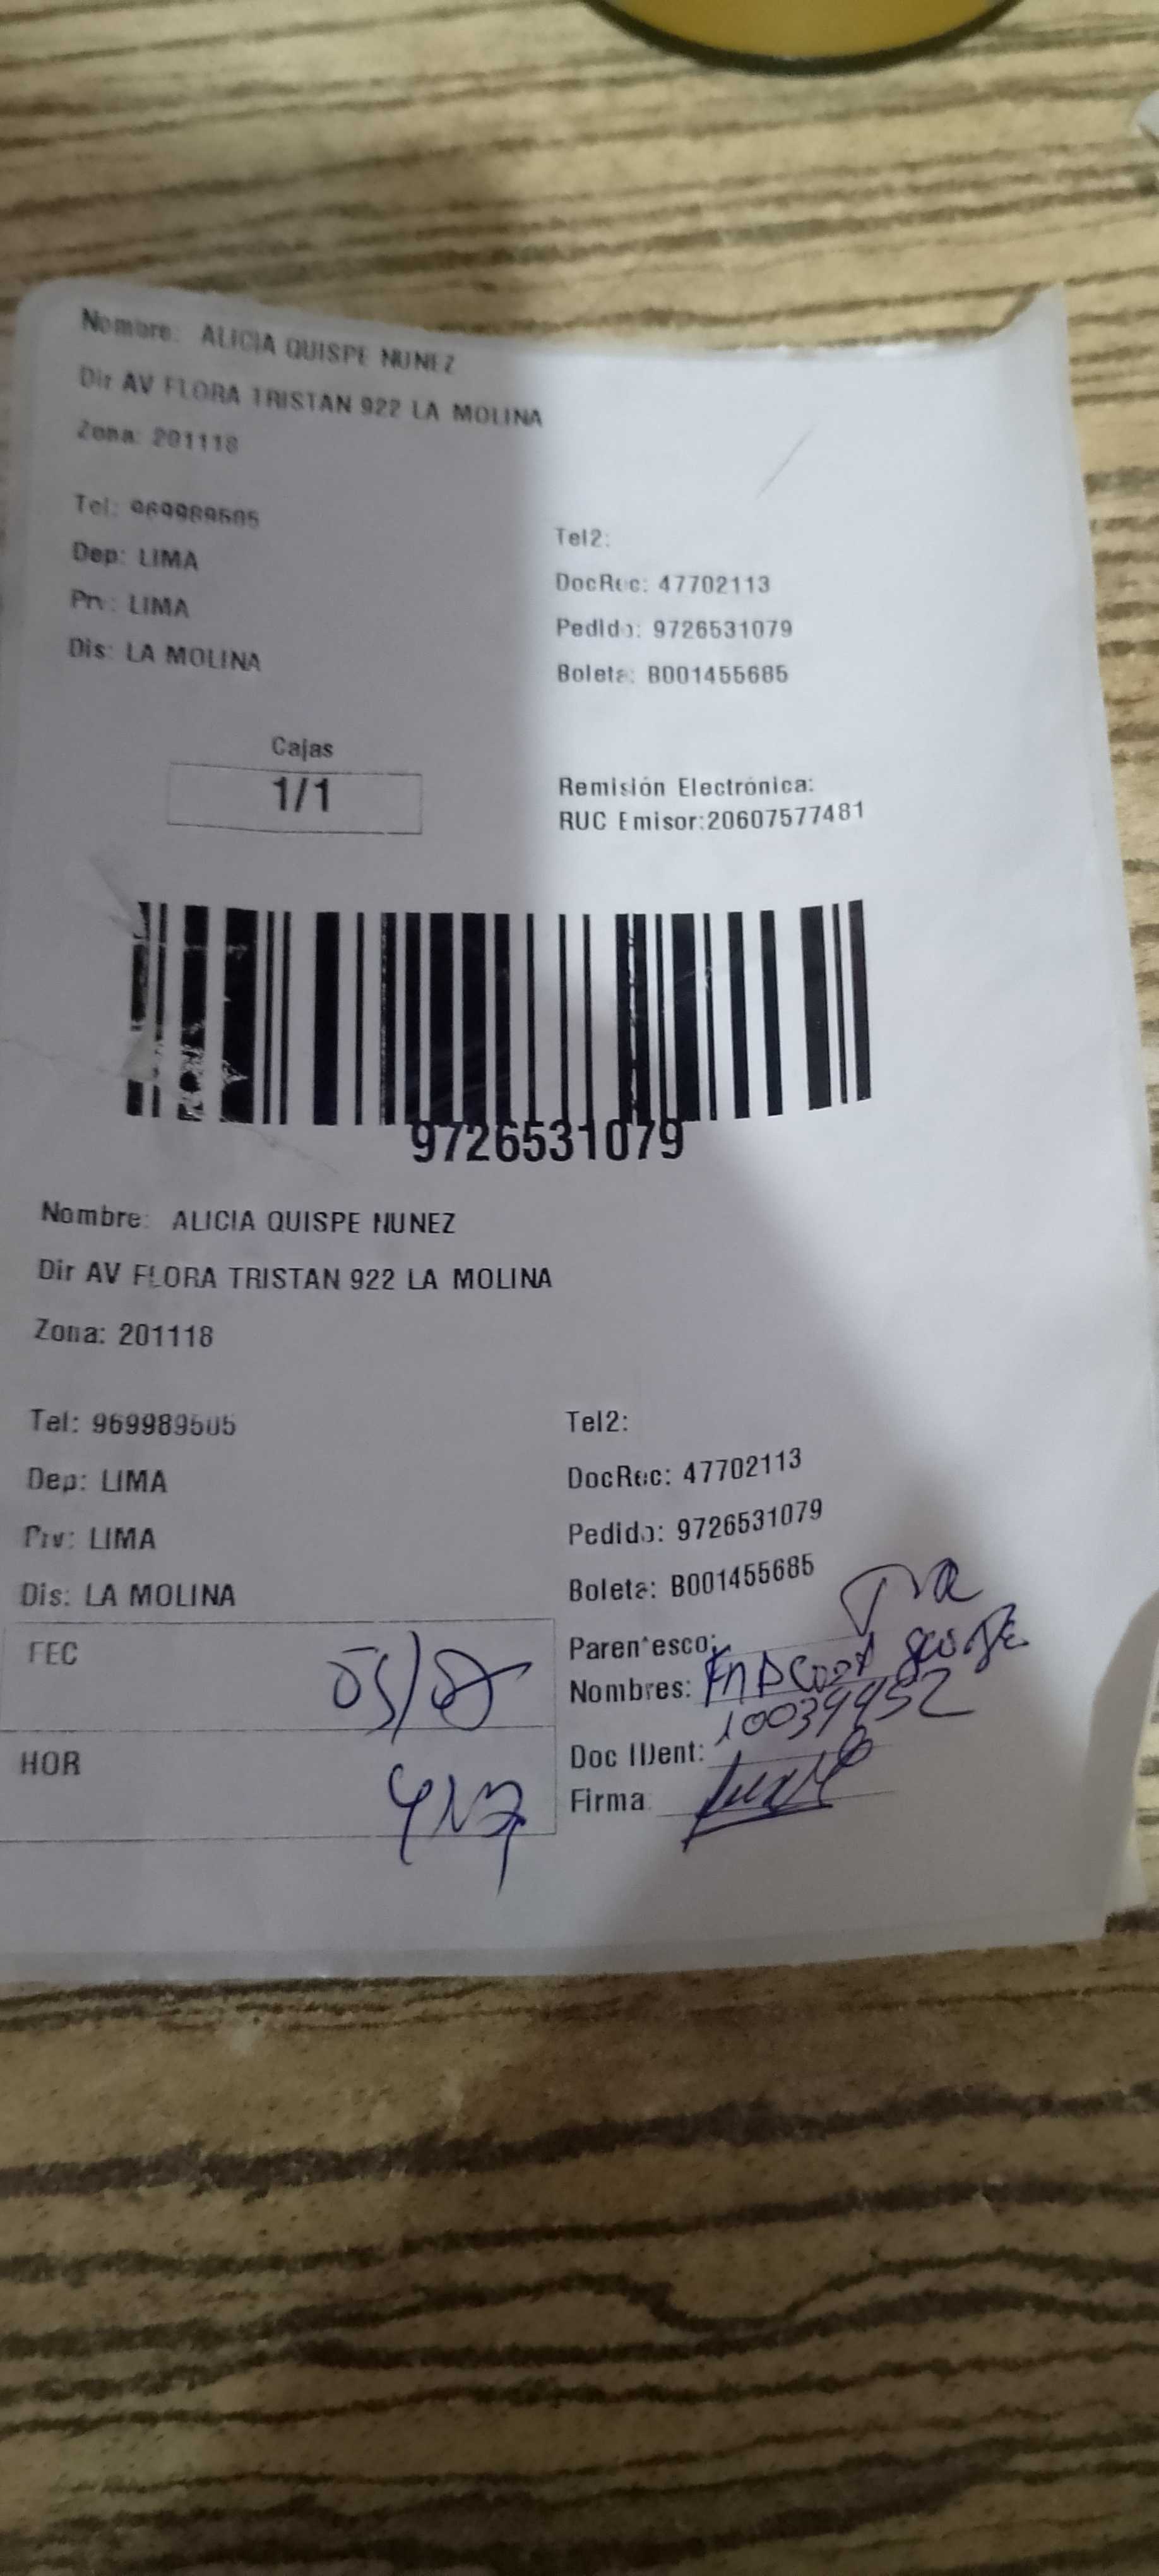 Nombre: ALICIA QUISPE NUNEZ
Dir AV FLORA TRISTAN 922 LA MOLINA
Zona: 201118
Tel: 969989505
Tel2:
Dep: LIMA
DocRec: 47702113
Prv: LIMA
Pedido: 9726531079
Dis: LA MOLINA
Boleta: B001455685
Cajas
1/1
Remisión Electrónica:
RUC Emisor:20607577481
9726531079
Nombre: ALICIA QUISPE NUNEZ
Dir AV FLORA TRISTAN 922 LA MOLINA
Zona: 201118
Tel: 969989505
Tel2:
Dep: LIMA
DocRec: 47702113
Prv: LIMA
Pedido: 9726531079
Dis: LA MOLINA
Boleta: B001455685
FEC
Parentesco:
Nombres:
HOR
Doc IDent:
Firma: